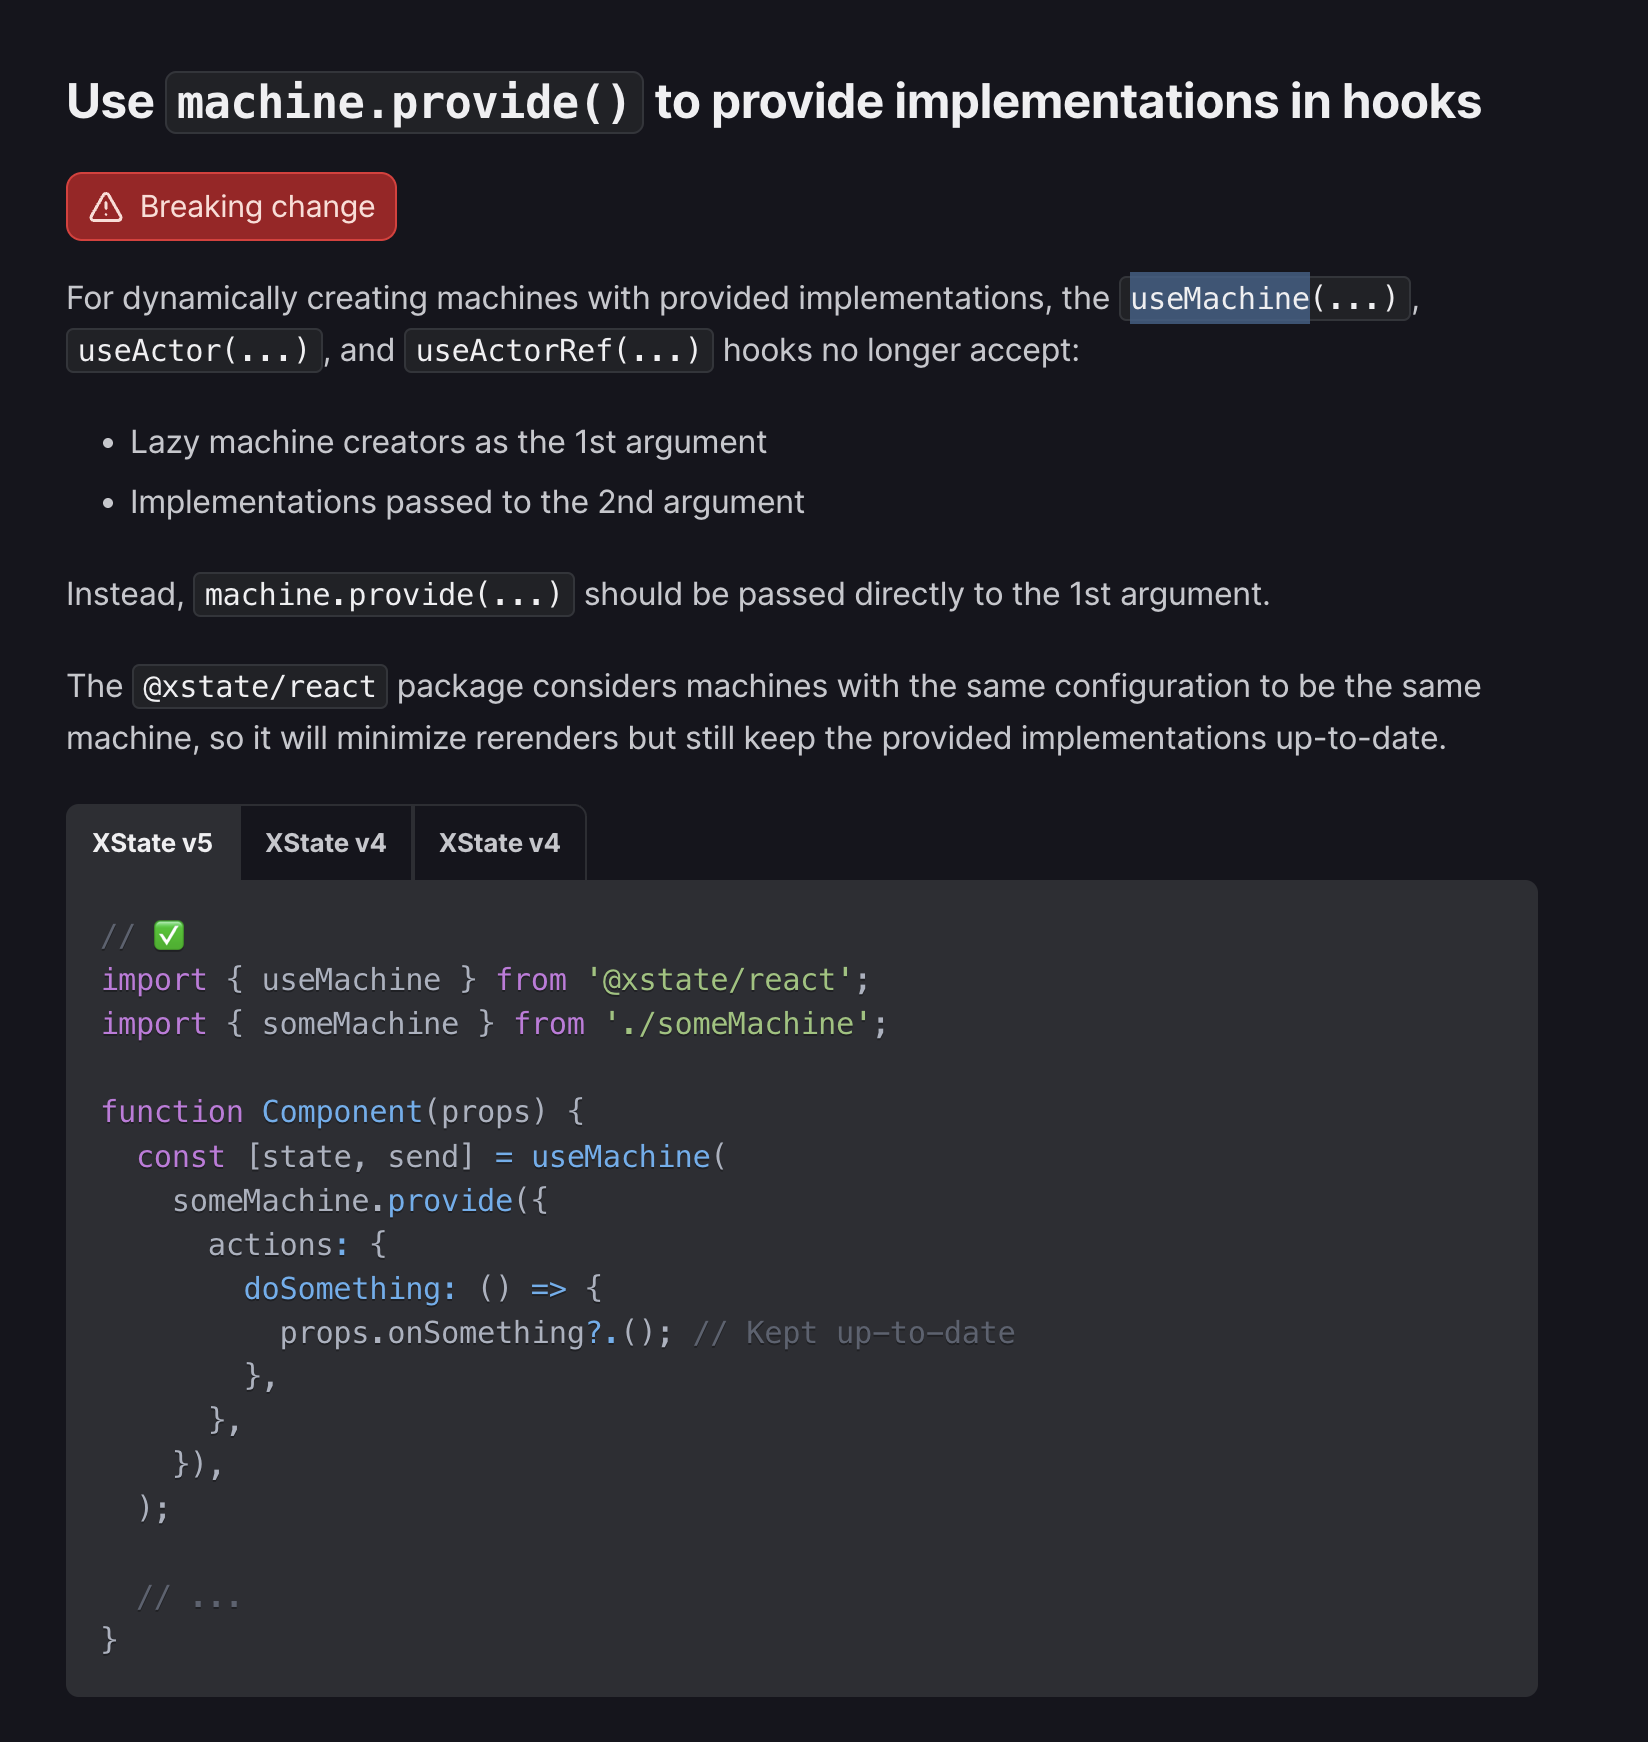 Use machine.provide() to provide implementations in hooks
Breaking change
For dynamically creating machines with provided implementations, the useMachine(...),
useActor(...), and useActorRef(...) hooks no longer accept:
• Lazy machine creators as the 1st argument
• Implementations passed to the 2nd argument
Instead, machine.provide(...) should be passed directly to the 1st argument.
The @xstate/react package considers machines with the same configuration to be the same
machine, so it will minimize rerenders but still keep the provided implementations up-to-date.
XState v5 XState v4 XState v4
// ✅
import { useMachine } from '@xstate/react';
import { someMachine } from './someMachine';

function Component(props) {
  const [state, send] = useMachine(
    someMachine.provide({
      actions: {
        doSomething: () => {
          props.onSomething?.(); // Kept up-to-date
        },
      },
    }),
  );

  // ...
}